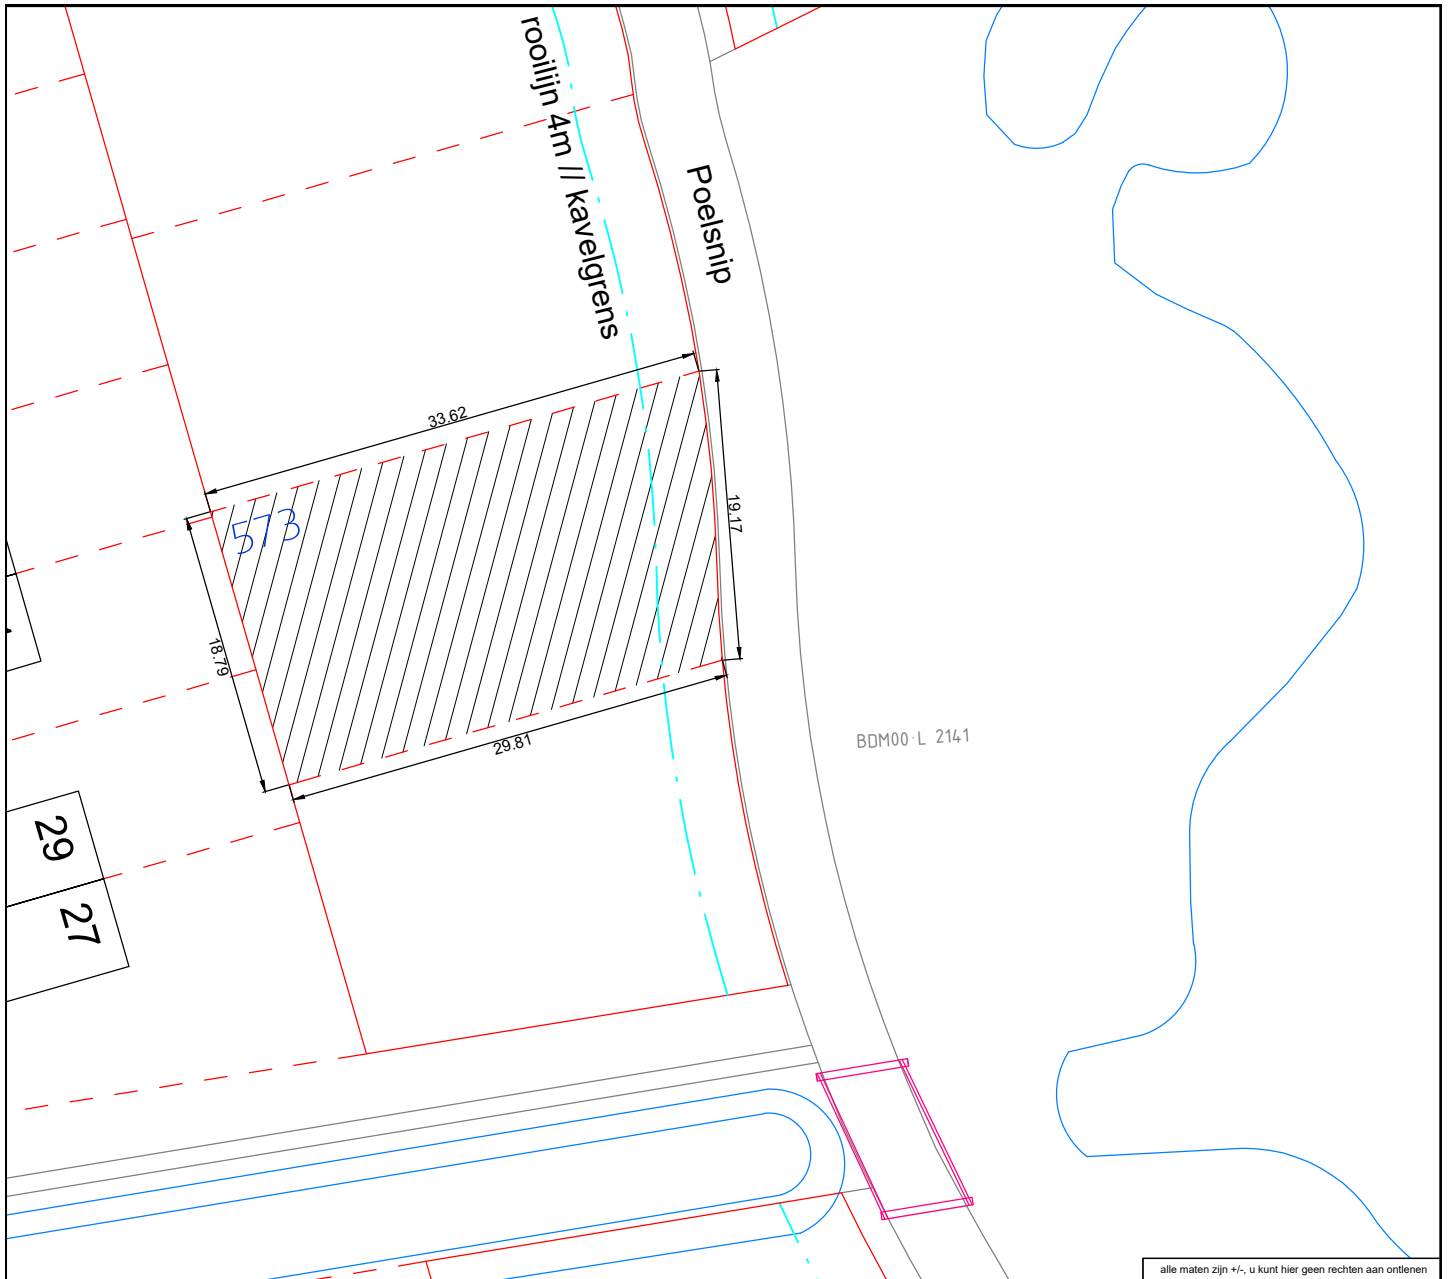 rooilijn 4m // kavelgrens
Poelsnip
33.62
19.17
573
18.79
29.81
BDM00 L 2141
29
27
alle maten zijn +/-, u kunt hier geen rechten aan ontlenen